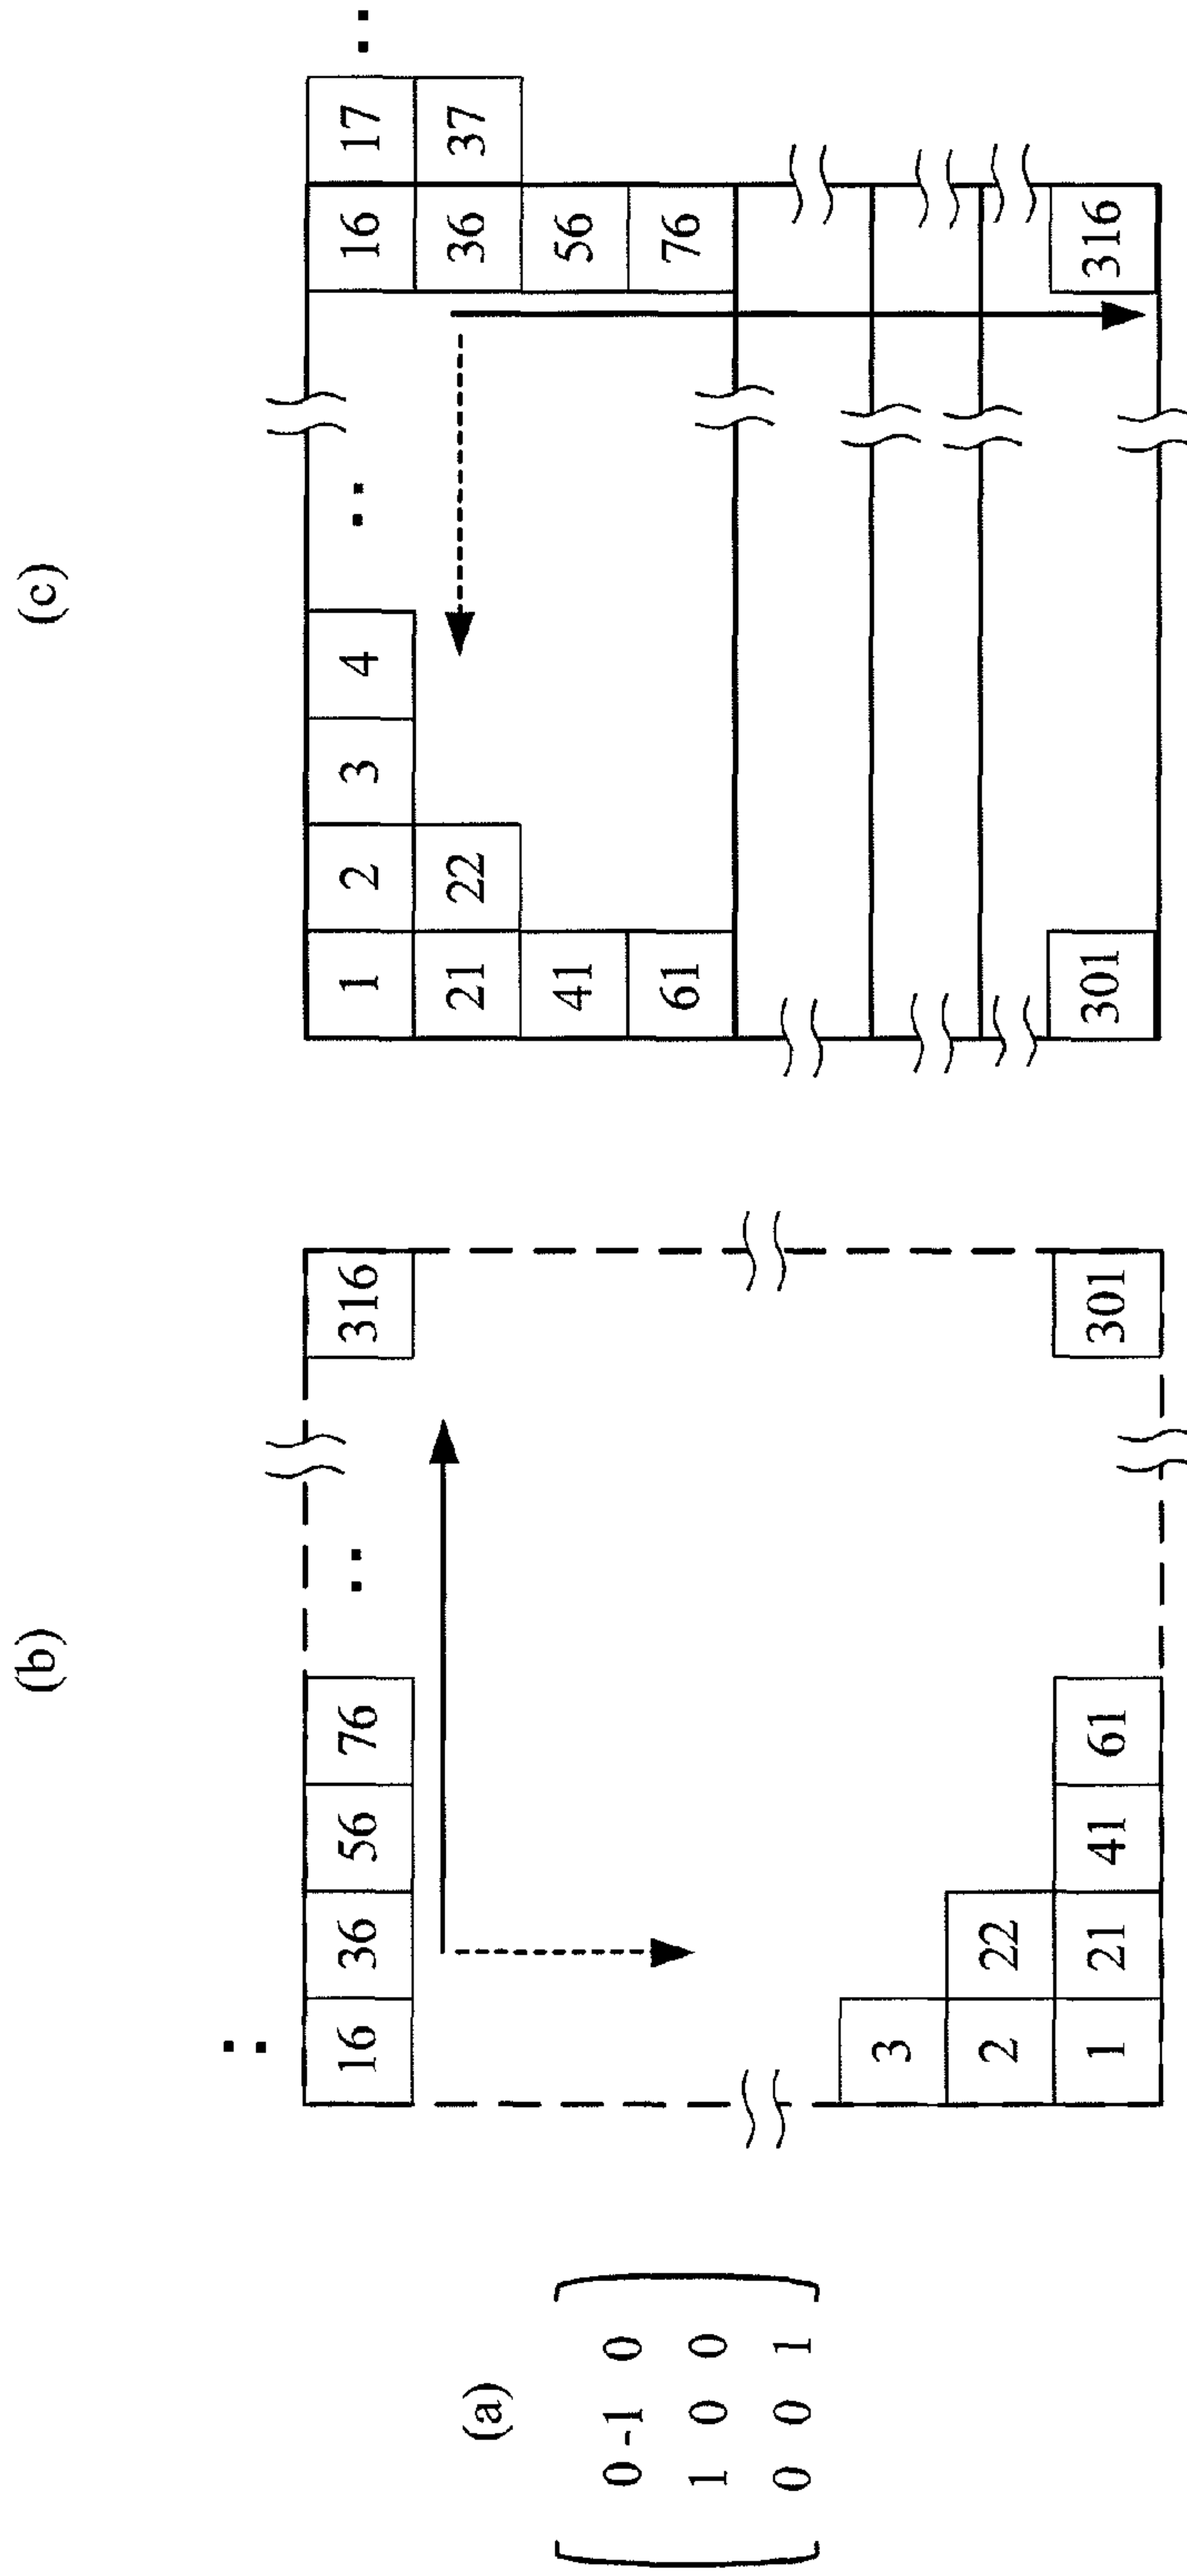 (a)
0 -1 0
1 0 0
0 0 1
(b)
16 36 56 76 ‥ 316
3
2 22
1 21 41 61 301
(c)
1 2 3 4 ‥ 16 17 ‥
21 22 36 37
41 56
61 76
301 316